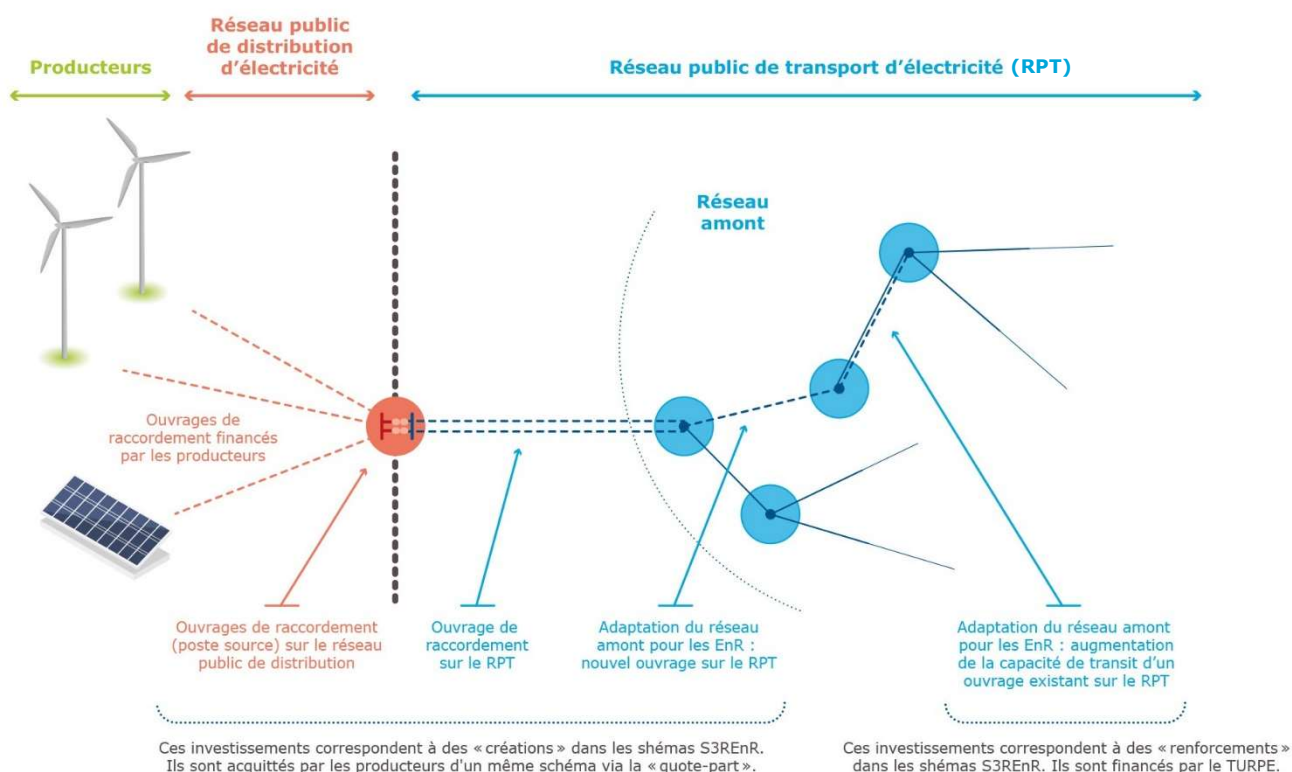 Producteurs
Réseau public
de distribution
d’électricité
Réseau public de transport d’électricité (RPT)
Réseau
amont
Ouvrages de
raccordement financés
par les producteurs
Ouvrages de raccordement
(poste source) sur le réseau
public de distribution
Ouvrage de
raccordement
sur le RPT
Adaptation du réseau
amont pour les EnR :
nouvel ouvrage sur le RPT
Adaptation du réseau amont
pour les EnR : augmentation
de la capacité de transit d’un
ouvrage existant sur le RPT
Ces investissements correspondent à des « créations » dans les shémas S3REnR.
Ils sont acquittés par les producteurs d'un même schéma via la « quote-part ».
Ces investissements correspondent à des « renforcements »
dans les shémas S3REnR. Ils sont financés par le TURPE.